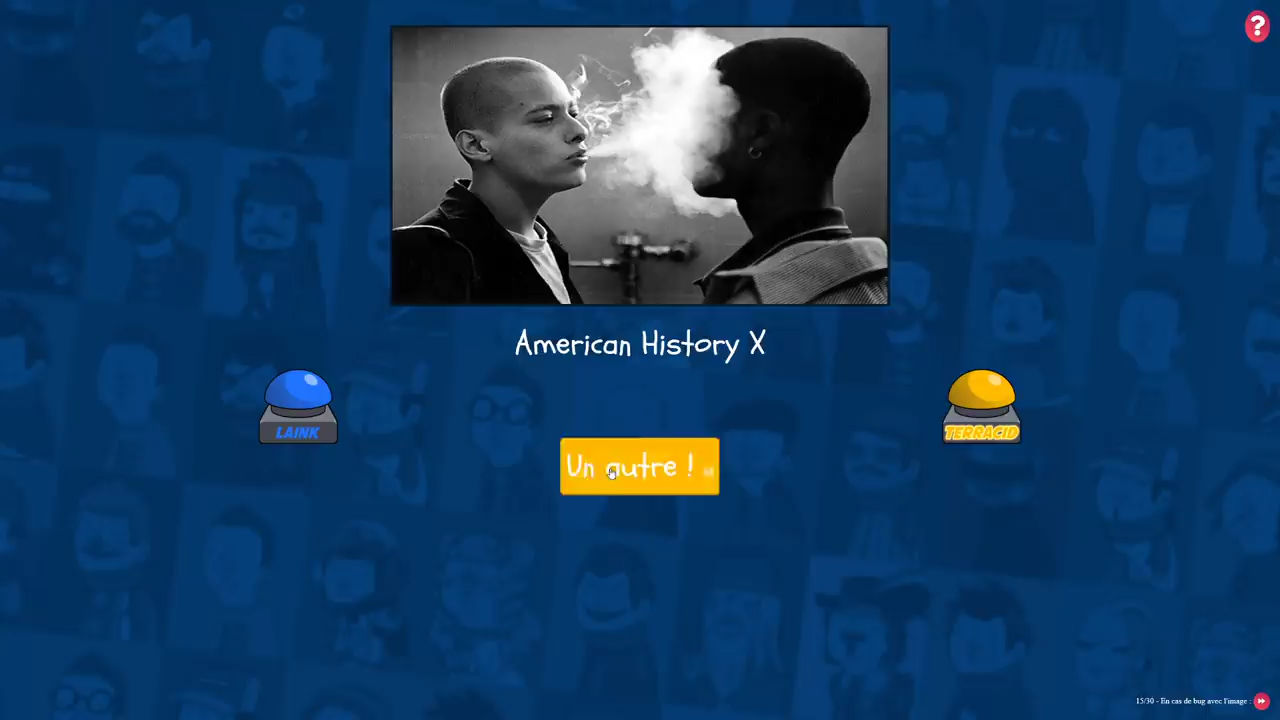 ?
American History X
LAINK
TERRACID
Un autre !
15/30 - En cas de bug avec l'image :